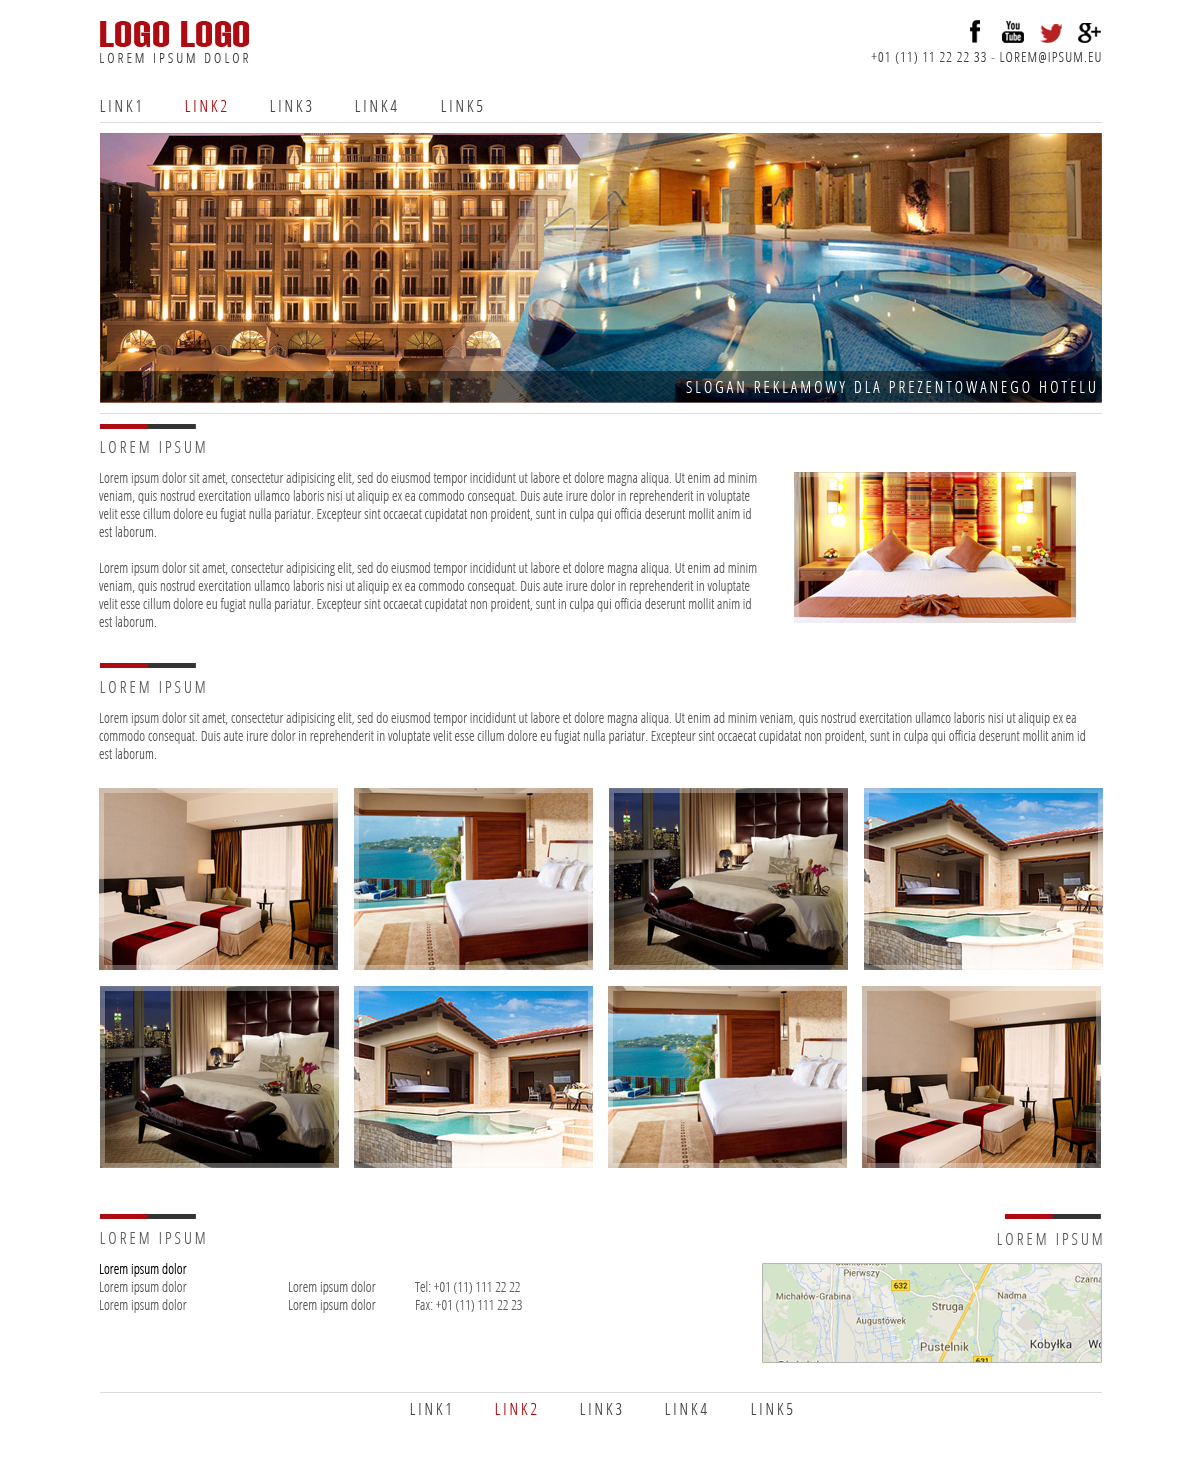 LOGO LOGO
LOREM IPSUM DOLOR
You
Tube
+01 (11) 11 22 22 33 - LOREM@IPSUM.EU
LINK1 LINK2 LINK3 LINK4 LINK5
SLOGAN REKLAMOWY DLA PREZENTOWANEGO HOTELU
LOREM IPSUM
Lorem ipsum dolor sit amet, consectetur adipisicing elit, sed do eiusmod tempor incididunt ut labore et dolore magna aliqua. Ut enim ad minim
veniam, quis nostrud exercitation ullamco laboris nisi ut aliquip ex ea commodo consequat. Duis aute irure dolor in reprehenderit in voluptate
velit esse cillum dolore eu fugiat nulla pariatur. Excepteur sint occaecat cupidatat non proident, sunt in culpa qui officia deserunt mollit anim id
est laborum.
Lorem ipsum dolor sit amet, consectetur adipisicing elit, sed do eiusmod tempor incididunt ut labore et dolore magna aliqua. Ut enim ad minim
veniam, quis nostrud exercitation ullamco laboris nisi ut aliquip ex ea commodo consequat. Duis aute irure dolor in reprehenderit in voluptate
velit esse cillum dolore eu fugiat nulla pariatur. Excepteur sint occaecat cupidatat non proident, sunt in culpa qui officia deserunt mollit anim id
est laborum.
LOREM IPSUM
Lorem ipsum dolor sit amet, consectetur adipisicing elit, sed do eiusmod tempor incididunt ut labore et dolore magna aliqua. Ut enim ad minim veniam, quis nostrud exercitation ullamco laboris nisi ut aliquip ex ea
commodo consequat. Duis aute irure dolor in reprehenderit in voluptate velit esse cillum dolore eu fugiat nulla pariatur. Excepteur sint occaecat cupidatat non proident, sunt in culpa qui officia deserunt mollit anim id
est laborum.
LOREM IPSUM
Lorem ipsum dolor
Lorem ipsum dolor Lorem ipsum dolor Tel: +01 (11) 111 22 22
Lorem ipsum dolor Lorem ipsum dolor Fax: +01 (11) 111 22 23
LOREM IPSUM
Pierwszy
632
Czarna
Michałów-Grabina
Nadma
Struga
Augustówek
Pustelnik
Kobyłka
631
LINK1 LINK2 LINK3 LINK4 LINK5